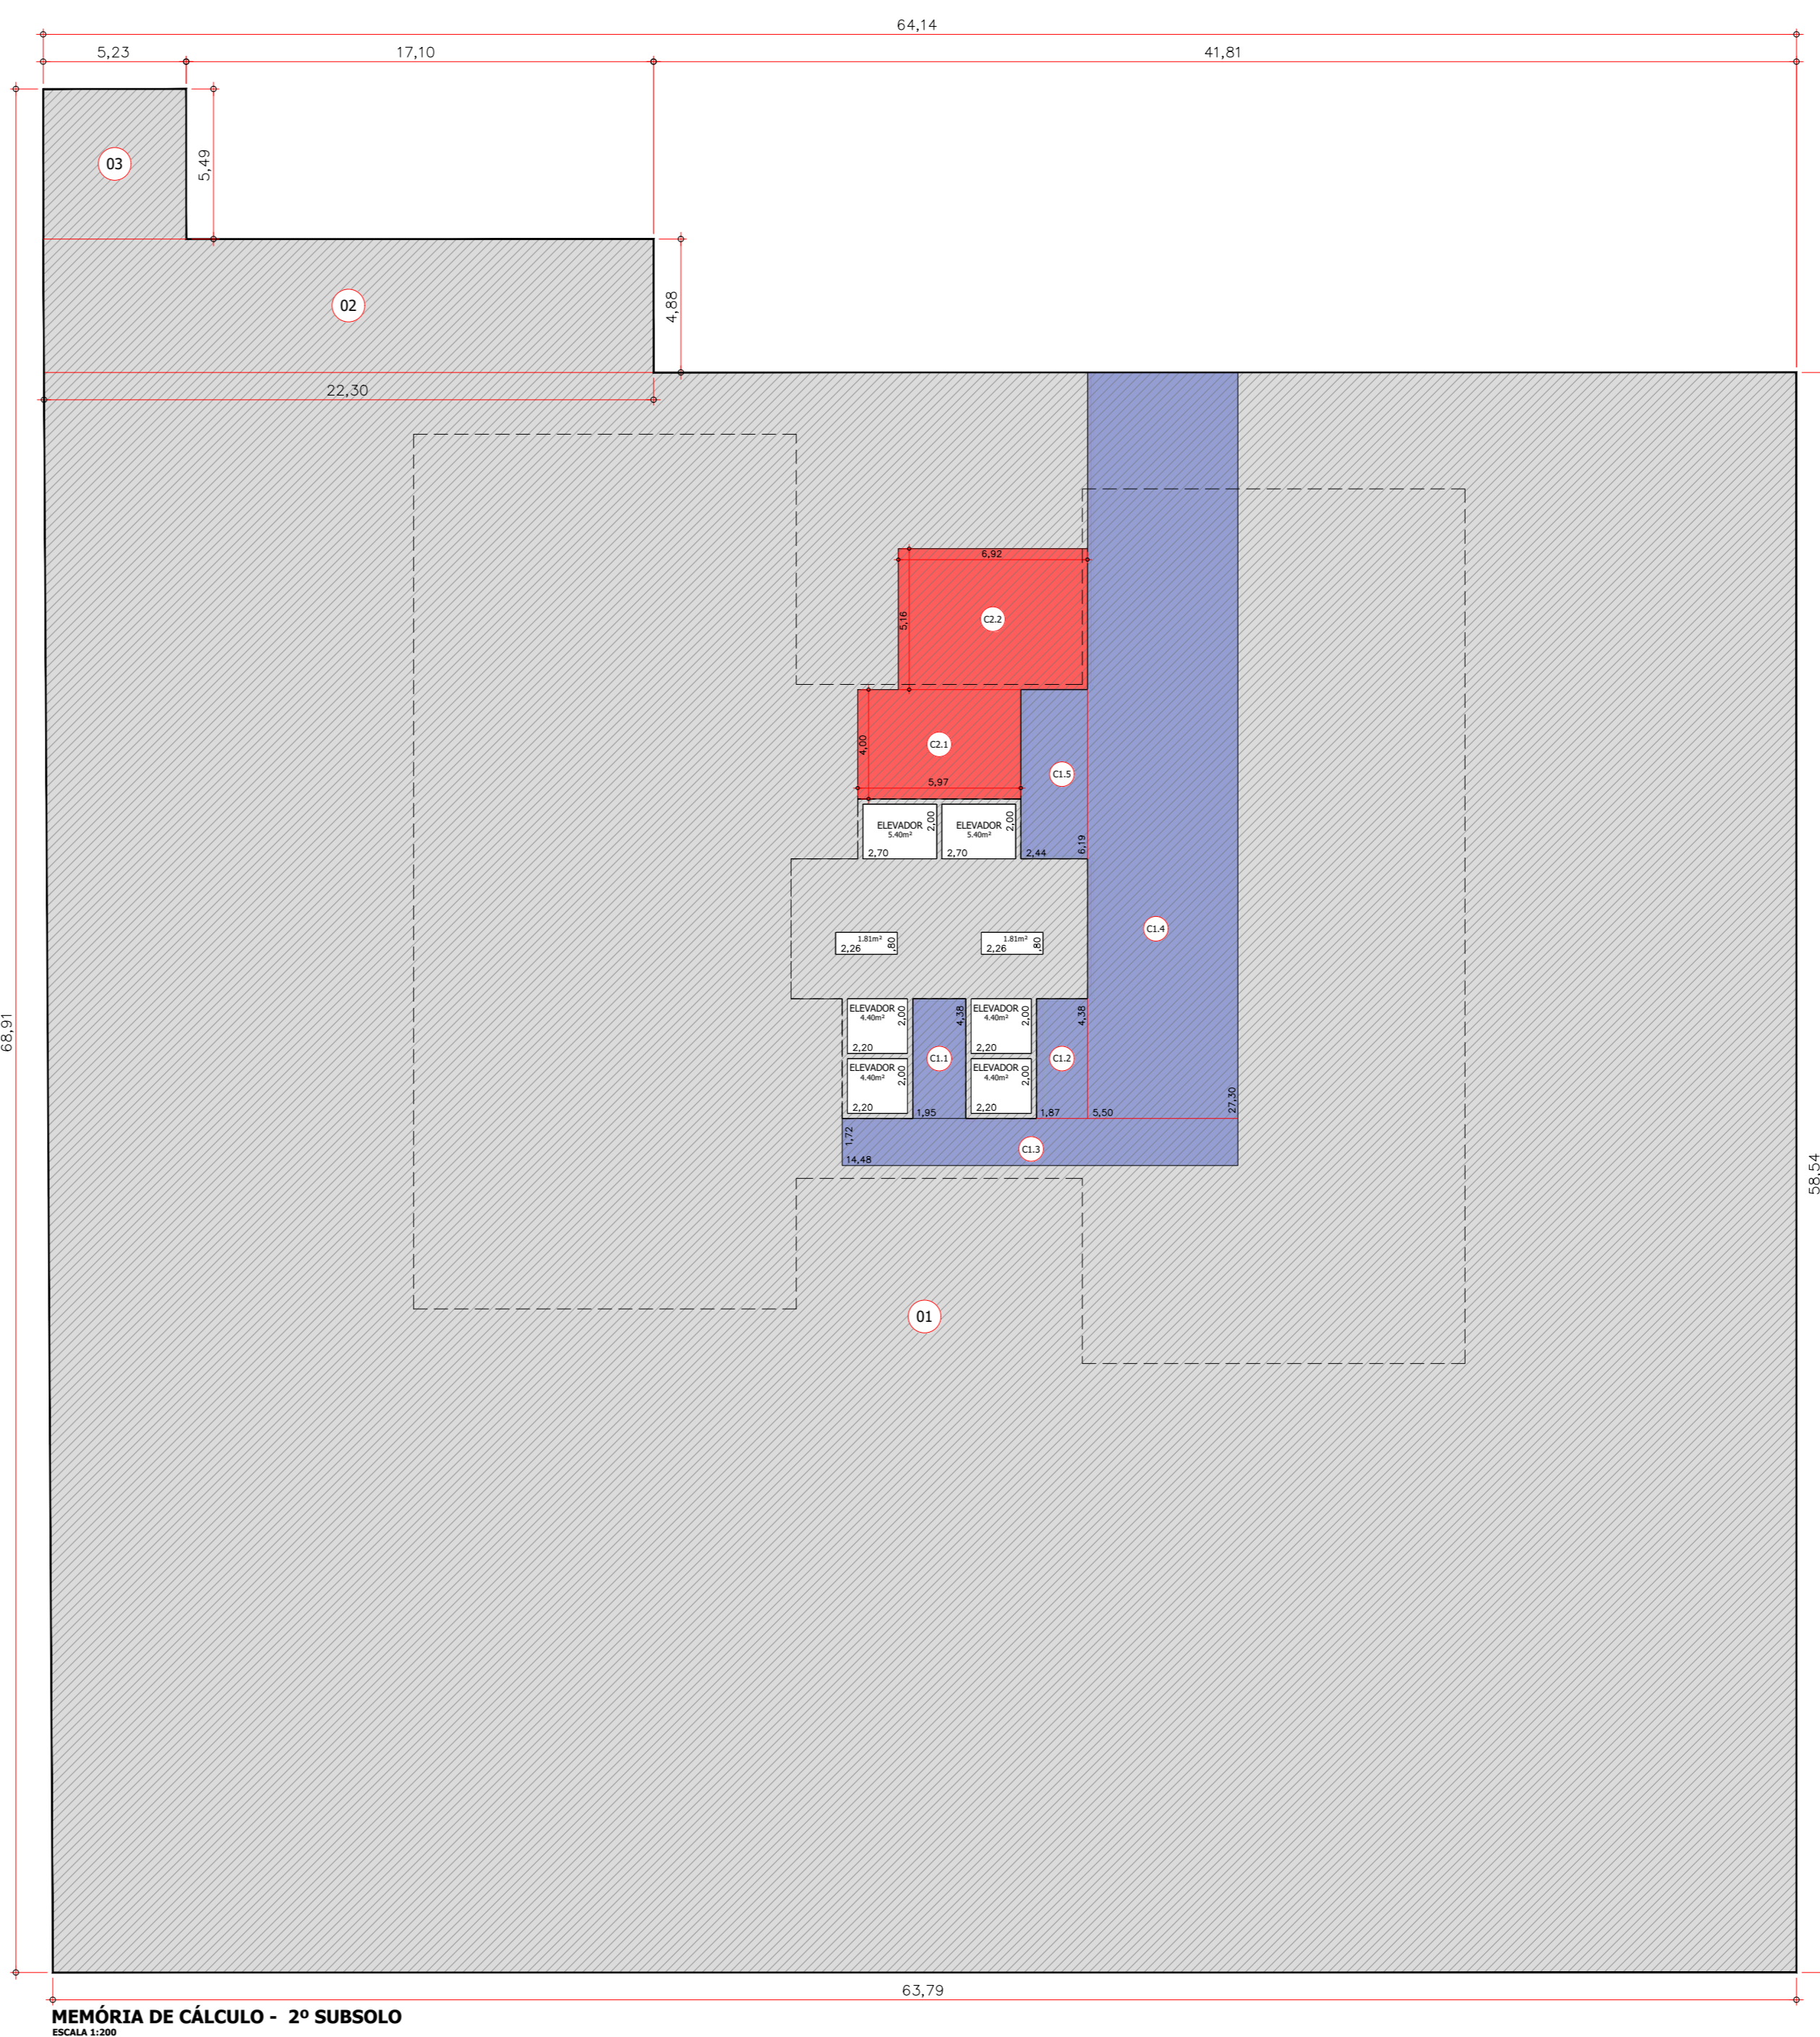 64,14
5,23
17,10
41,81
03
5,49
02
4,88
22,30
6,92
5,16
C2.2
4,00
C2.1
5,97
C1.5
ELEVADOR
5.40m²
2,00
2,70
ELEVADOR
5.40m²
2,00
2,70
2,44
6,19
C1.4
1.81m²
2,26
,80
1.81m²
2,26
,80
ELEVADOR
4.40m²
2,00
2,20
4,38
ELEVADOR
4.40m²
2,00
2,20
4,38
C1.1
C1.2
ELEVADOR
4.40m²
2,00
2,20
1,95
ELEVADOR
4.40m²
2,00
2,20
1,87
5,50
27,30
1,72
14,48
C1.3
68,91
58,54
01
63,79
MEMÓRIA DE CÁLCULO - 2º SUBSOLO
ESCALA 1:200